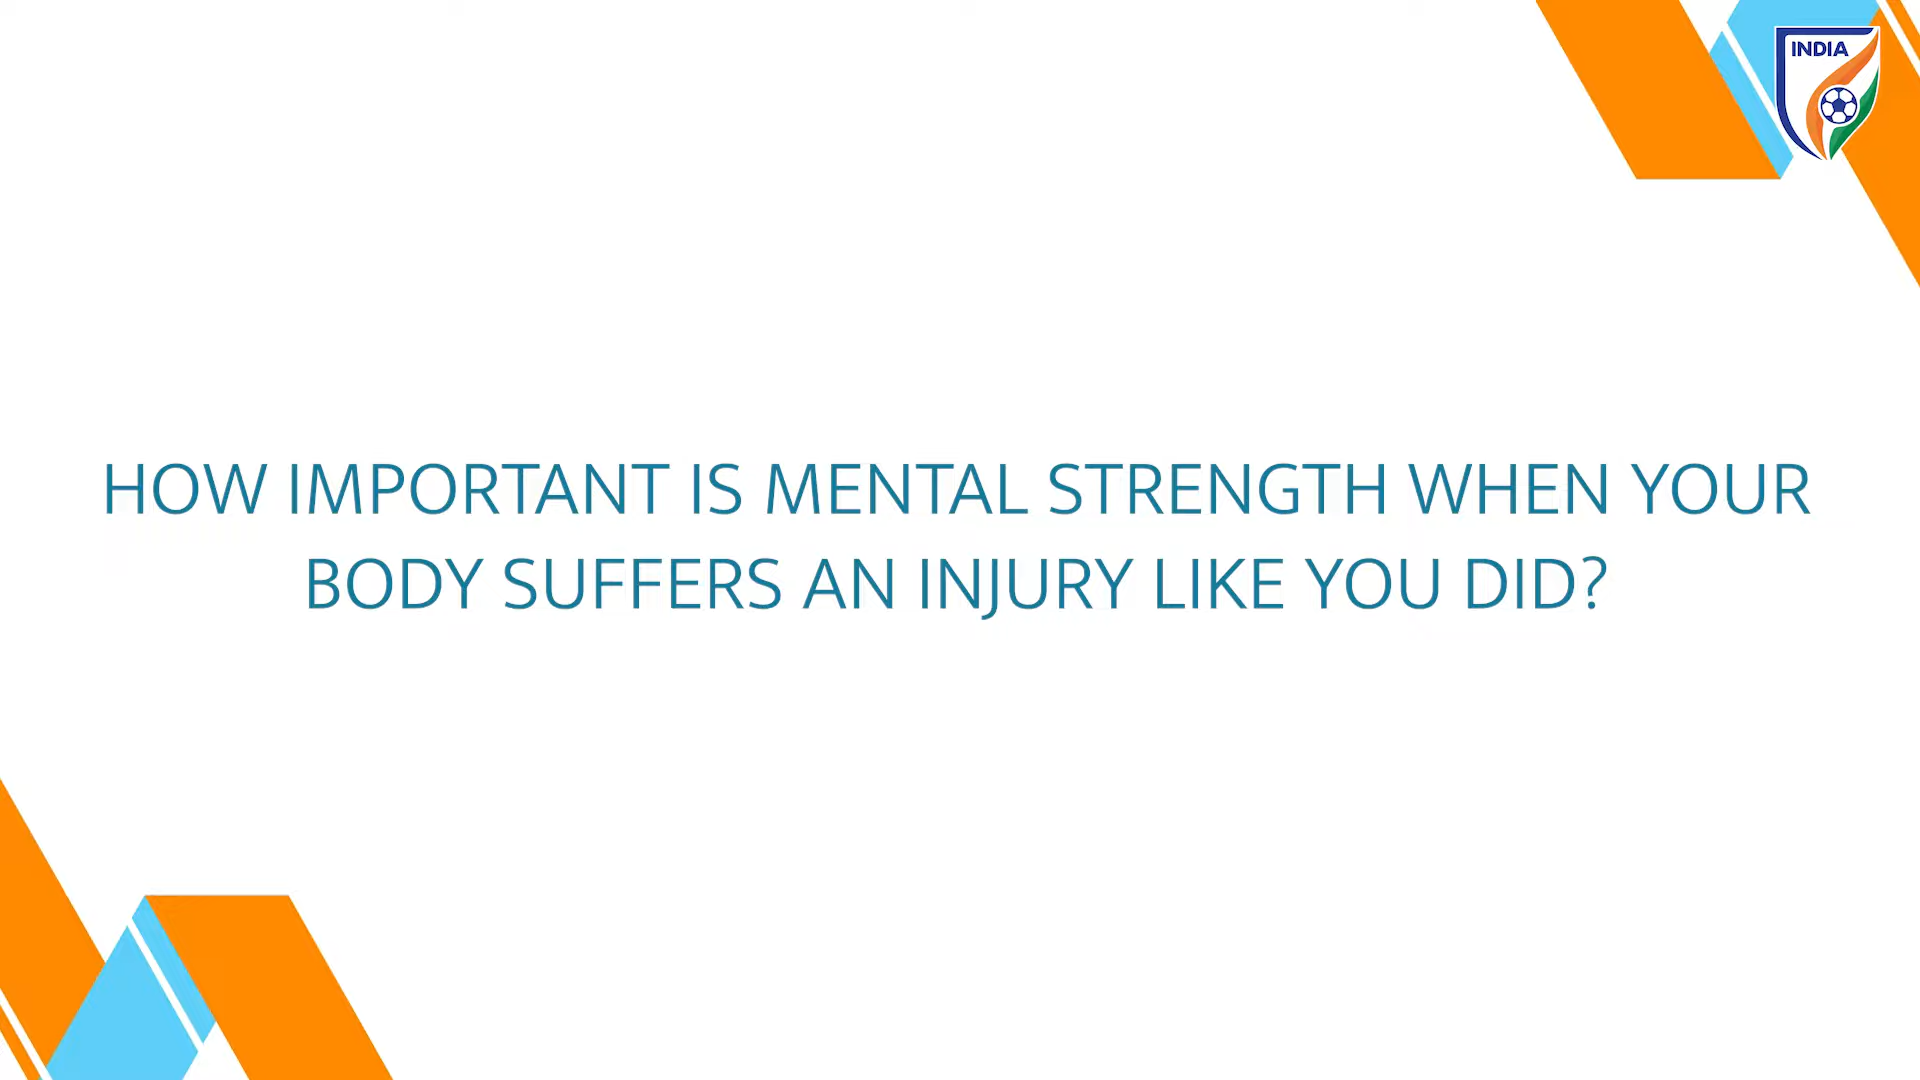 INDIA
HOW IMPORTANT IS MENTAL STRENGTH WHEN YOUR
BODY SUFFERS AN INJURY LIKE YOU DID?